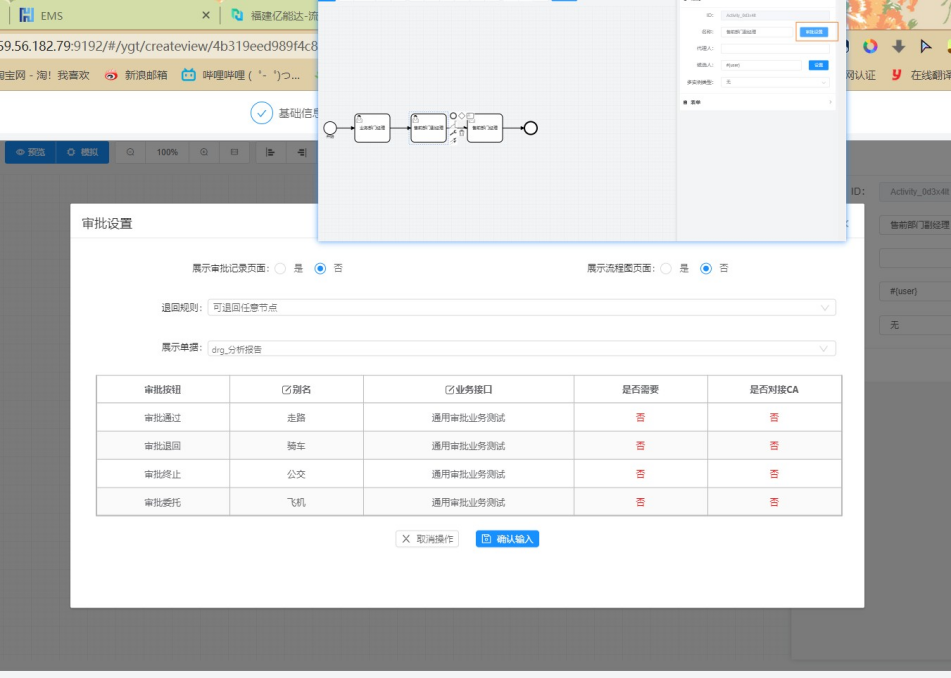 EMS
福建亿能达-流
59.56.182.79:9192/#/ygt/createview/4b319eed989f4c8
宝网 - 淘！我喜欢
新浪邮箱
哔哩哔哩 ( ゜- ゜)つ...
网认证
在线翻译
基础信息
ID:
Activity_0d3x48
名称:
售前部门副经理
审批设置
代理人:
候选人:
#{user}
设置
多实例类型:
无
业务部门经理
售前部门副经理
售前部门经理
预览
模拟
100%
ID:
Activity_0d3x48
售前部门副经理
#{user}
无
审批设置
展示审批记录页面:
是
否
展示流程图页面:
是
否
退回规则:
可退回任意节点
展示单据:
drg_分析报告
审批按钮 别名 业务接口 是否需要 是否对接CA
审批通过 走路 通用审批业务测试 否 否
审批退回 骑车 通用审批业务测试 否 否
审批终止 公交 通用审批业务测试 否 否
审批委托 飞机 通用审批业务测试 否 否
取消操作
确认输入